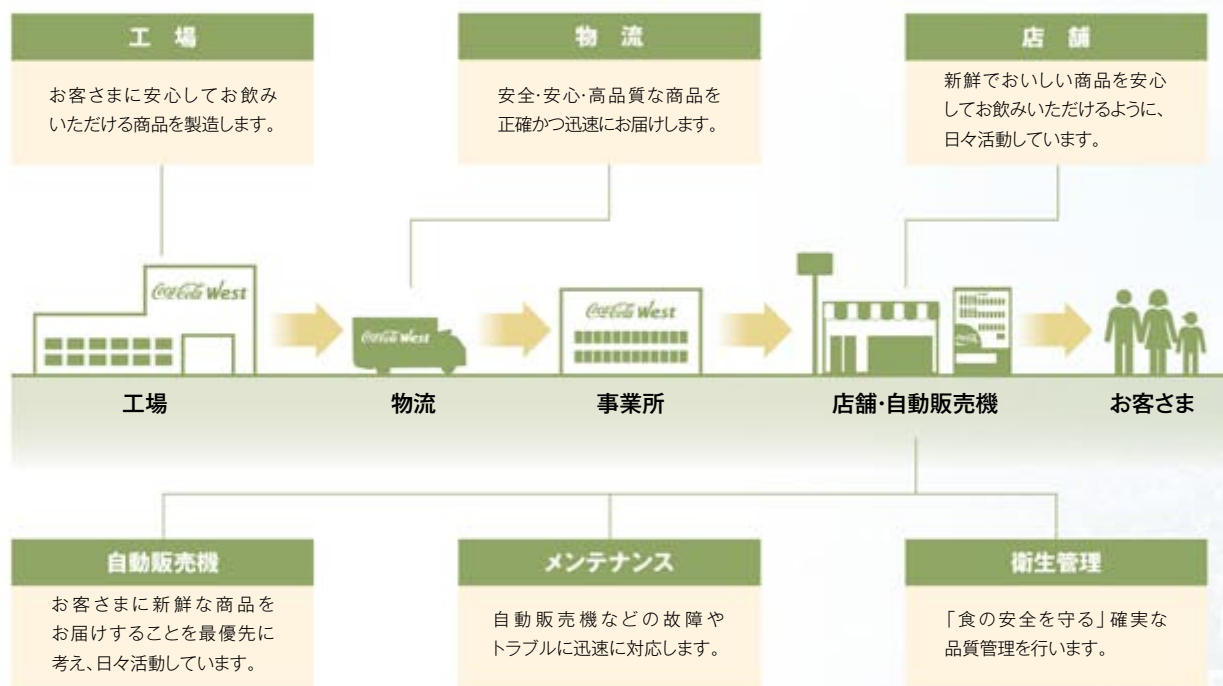 工場
お客さまに安心してお飲み
いただける商品を製造します。
物流
安全・安心・高品質な商品を
正確かつ迅速にお届けします。
店舗
新鮮でおいしい商品を安心
してお飲みいただけるように、
日々活動しています。
Coca-Cola West
Coca-Cola West
Coca-Cola West
工場
物流
事業所
店舗・自動販売機
お客さま
自動販売機
お客さまに新鮮な商品を
お届けすることを最優先に
考え、日々活動しています。
メンテナンス
自動販売機などの故障や
トラブルに迅速に対応します。
衛生管理
「食の安全を守る」確実な
品質管理を行います。